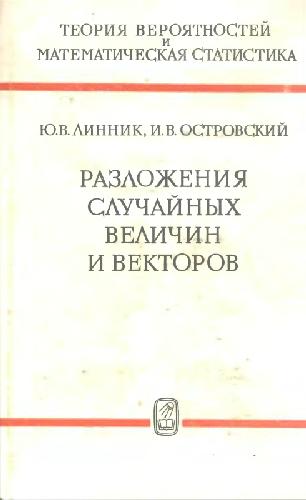 ТЕОРИЯ ВЕРОЯТНОСТЕЙ
И
МАТЕМАТИЧЕСКАЯ СТАТИСТИКА
Ю.В.ЛИННИК, И.В.ОСТРОВСКИЙ
РАЗЛОЖЕНИЯ
СЛУЧАЙНЫХ
ВЕЛИЧИН
И ВЕКТОРОВ